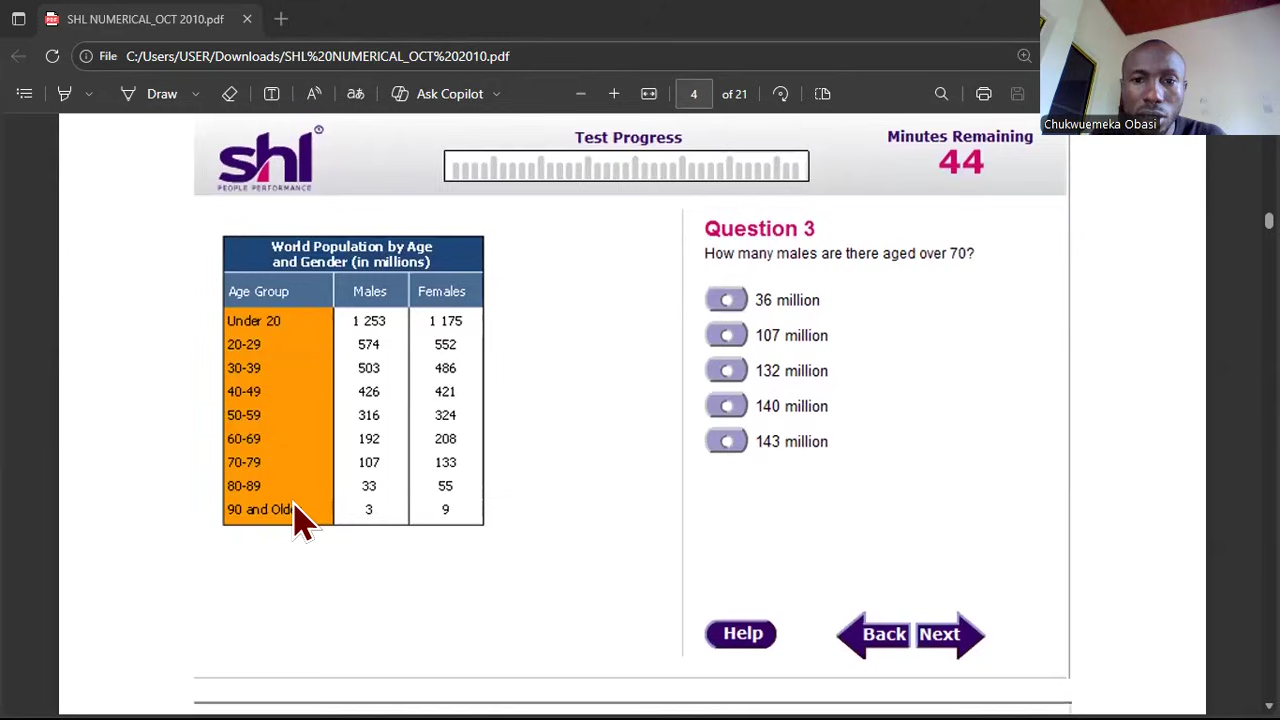 SHL NUMERICAL_OCT 2010.pdf
File C:/Users/USER/Downloads/SHL%20NUMERICAL_OCT%202010.pdf
Draw
Ask Copilot
4 of 21
Chukwuemeka Obasi
shl
PEOPLE PERFORMANCE
Test Progress
Minutes Remaining
44
World Population by Age
and Gender (in millions)
Age Group Males Females
Under 20 1 253 1 175
20-29 574 552
30-39 503 486
40-49 426 421
50-59 316 324
60-69 192 208
70-79 107 133
80-89 33 55
90 and Olde 3 9
Question 3
How many males are there aged over 70?
36 million
107 million
132 million
140 million
143 million
Help
Back Next